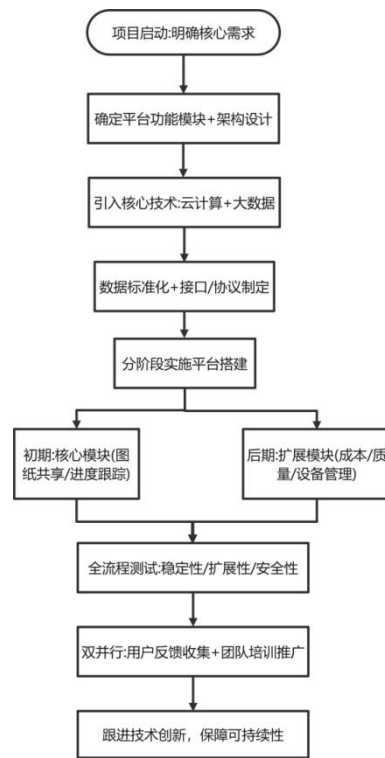 项目启动:明确核心需求
确定平台功能模块+架构设计
引入核心技术:云计算+大数据
数据标准化+接口/协议制定
分阶段实施平台搭建
初期:核心模块(图
纸共享/进度跟踪)
后期:扩展模块(成本/质
量/设备管理)
全流程测试:稳定性/扩展性/安全性
双并行:用户反馈收集+团队培训推广
跟进技术创新，保障可持续性